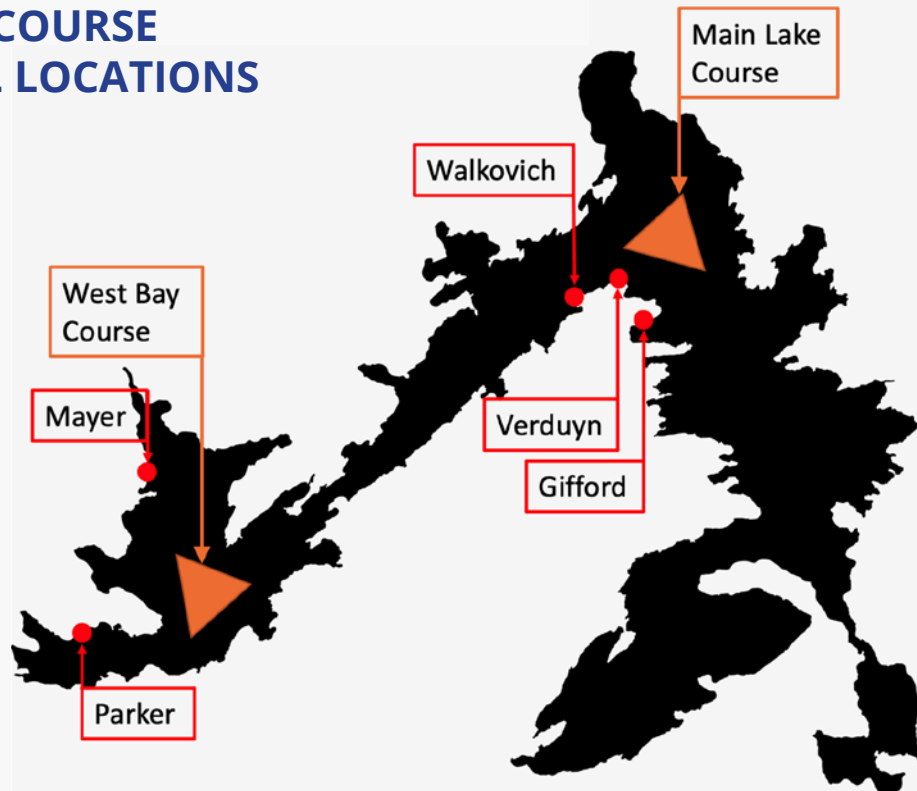 COURSE
LOCATIONS
Main Lake
Course
Walkovich
West Bay
Course
Mayer
Verduyn
Gifford
Parker